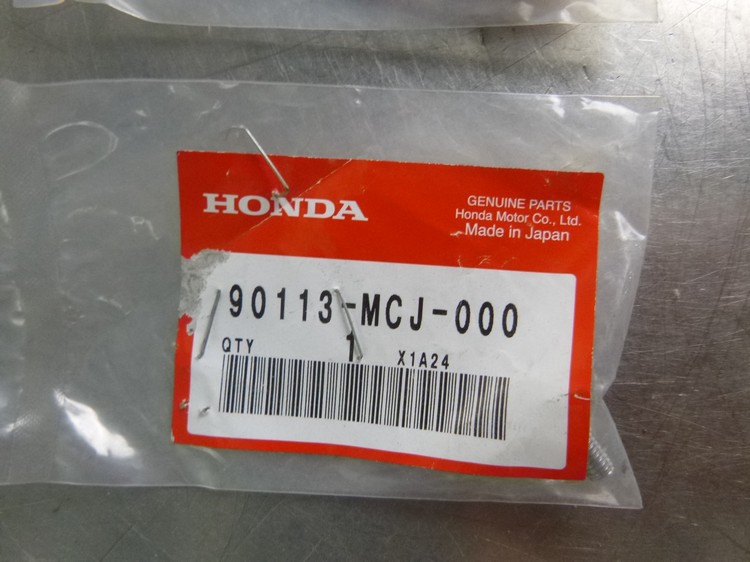 HONDA
GENUINE PARTS
Honda Motor Co., Ltd.
Made in Japan
90113-MCJ-000
QTY 1 X1A24